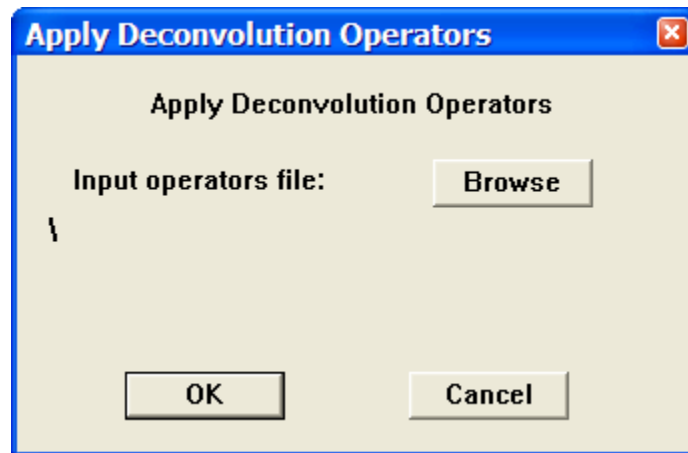 Apply Deconvolution Operators
Apply Deconvolution Operators
Input operators file: Browse
\
OK Cancel